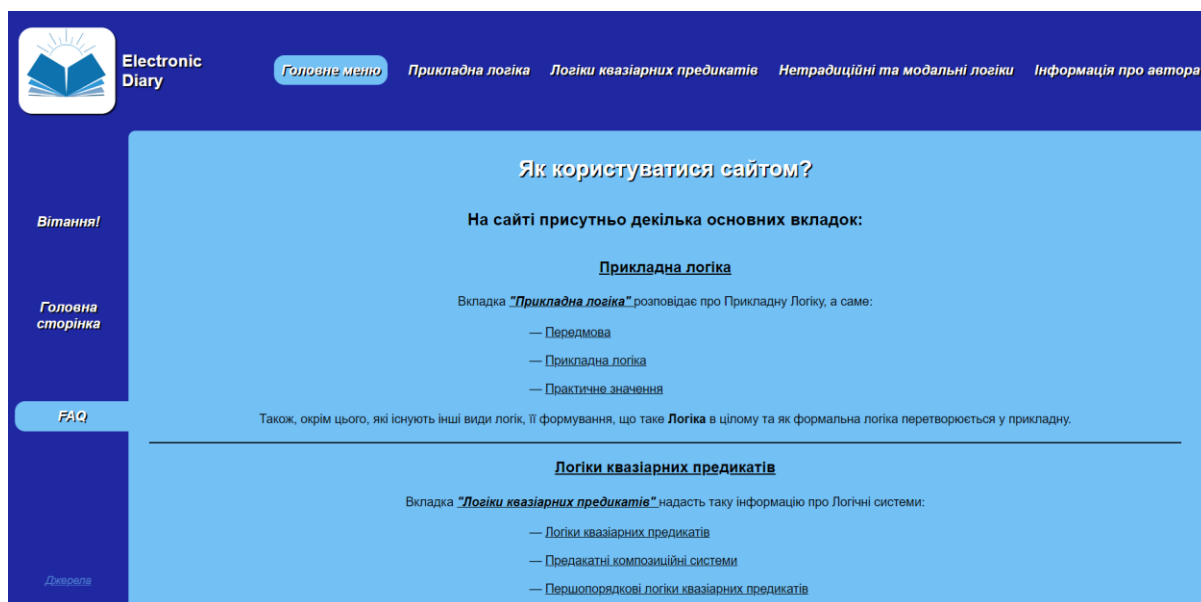 Electronic
Diary
Головне меню
Прикладна логіка
Логіки квазіарних предикатів
Нетрадиційні та модальні логіки
Інформація про автора
Вітання!
Головна
сторінка
FAQ
Джерела
Як користуватися сайтом?
На сайті присутньо декілька основних вкладок:
Прикладна логіка
Вкладка "Прикладна логіка" розповідає про Прикладну Логіку, а саме:
— Передмова
— Прикладна логіка
— Практичне значення
Також, окрім цього, які існують інші види логік, її формування, що таке Логіка в цілому та як формальна логіка перетворюється у прикладну.
Логіки квазіарних предикатів
Вкладка "Логіки квазіарних предикатів" надасть таку інформацію про Логічні системи:
— Логіки квазіарних предикатів
— Предакатні композиційні системи
— Першопорядкові логіки квазіарних предикатів